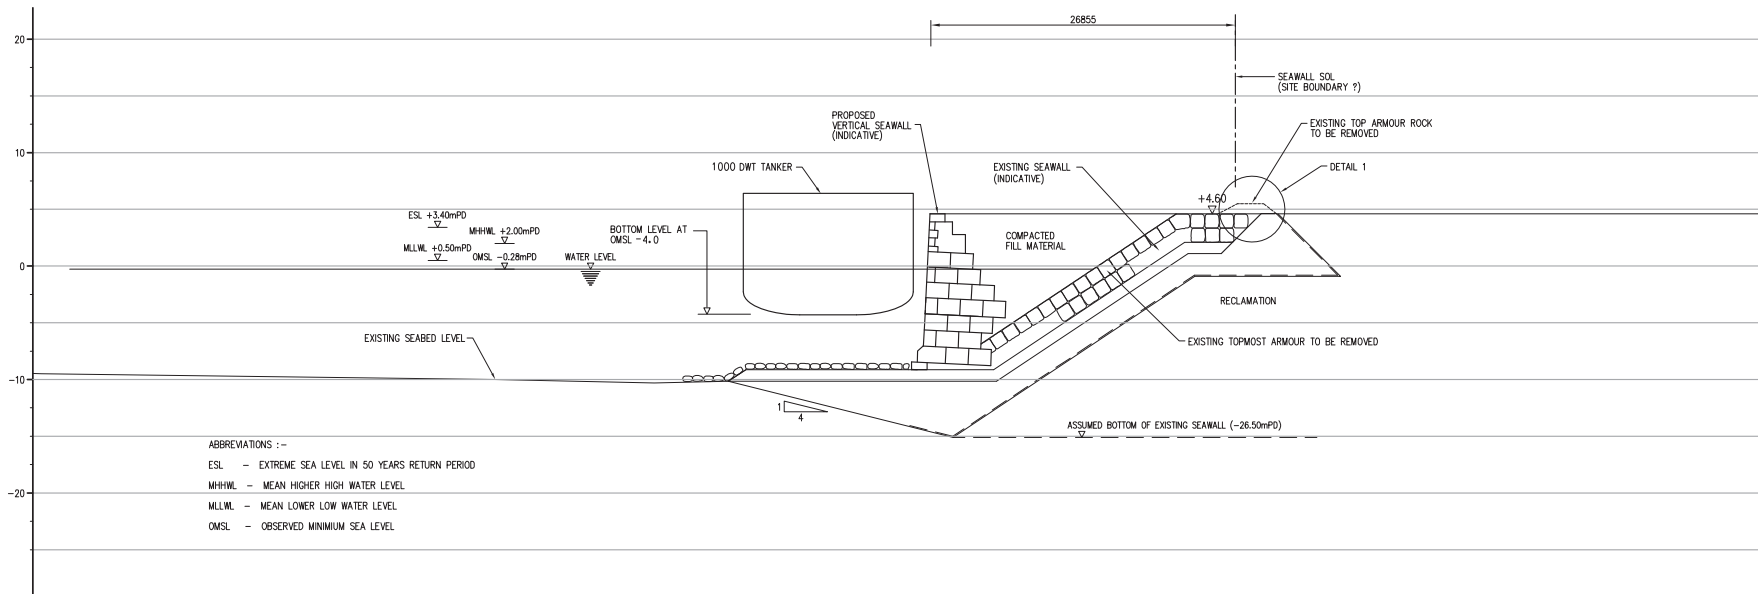 26855
20
SEAWALL SOL
(SITE BOUNDARY ?)
PROPOSED
VERTICAL SEAWALL
(INDICATIVE)
EXISTING TOP ARMOUR ROCK
TO BE REMOVED
10
1000 DWT TANKER
EXISTING SEAWALL
(INDICATIVE)
DETAIL 1
+4.60
ESL +3.40mPD
MHHWL +2.00mPD
BOTTOM LEVEL AT
OMSL -4.0
COMPACTED
FILL MATERIAL
MLLWL +0.50mPD
OMSL -0.28mPD
WATER LEVEL
0
RECLAMATION
EXISTING SEABED LEVEL
EXISTING TOPMOST ARMOUR TO BE REMOVED
-10
1
4
ASSUMED BOTTOM OF EXISTING SEAWALL (-26.50mPD)
ABBREVIATIONS :-
ESL - EXTREME SEA LEVEL IN 50 YEARS RETURN PERIOD
MHHWL - MEAN HIGHER HIGH WATER LEVEL
-20
MLLWL - MEAN LOWER LOW WATER LEVEL
OMSL - OBSERVED MINIMIUM SEA LEVEL